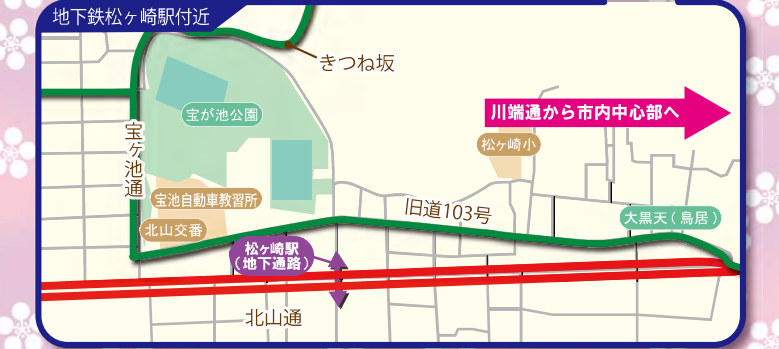 地下鉄松ヶ崎駅付近
きつね坂
宝が池公園
川端通から市内中心部へ
宝ヶ池通
松ヶ崎小
宝池自動車教習所
旧道103号
大黒天(鳥居)
北山交番
松ヶ崎駅
(地下通路)
北山通